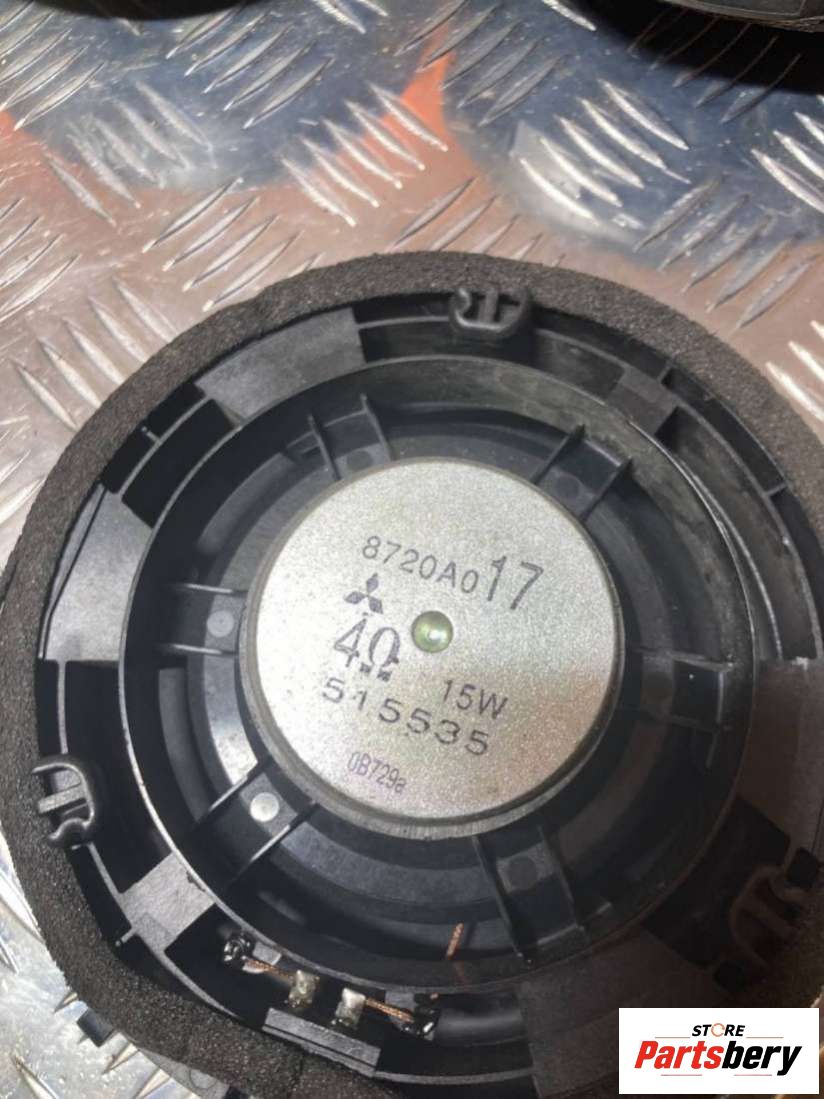 8720A017
4Ω
15W
515535
0B729a
STORE
Partsbery